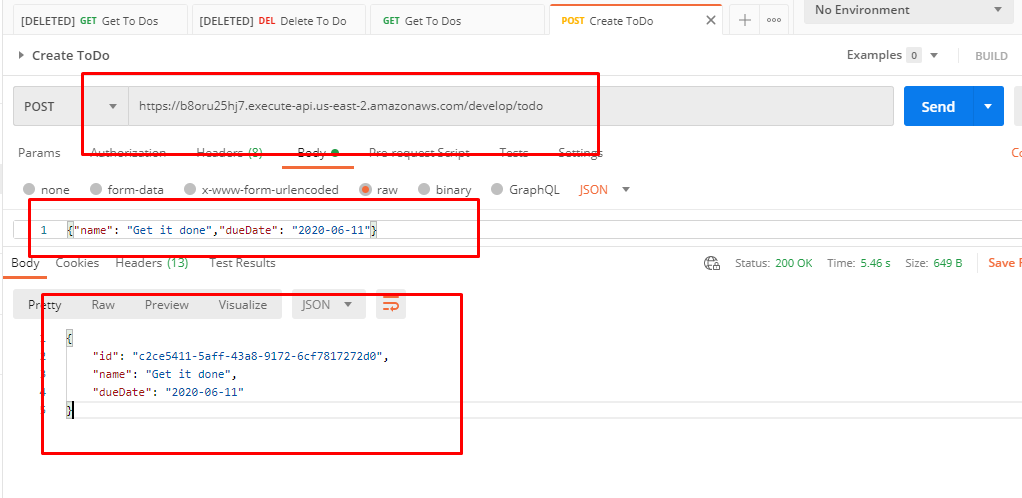 [DELETED] GET Get To Dos [DELETED] DEL Delete To Do GET Get To Dos POST Create ToDo No Environment
Create ToDo Examples 0 BUILD
POST https://b8oru25hj7.execute-api.us-east-2.amazonaws.com/develop/todo Send
Params Authorization Headers (8) Body Pre-request Script Tests Settings
none form-data x-www-form-urlencoded raw binary GraphQL JSON
1 {"name": "Get it done","dueDate": "2020-06-11"}
Body Cookies Headers (13) Test Results Status: 200 OK Time: 5.46 s Size: 649 B Save
Pretty Raw Preview Visualize JSON
1 {
2 "id": "c2ce5411-5aff-43a8-9172-6cf7817272d0",
3 "name": "Get it done",
4 "dueDate": "2020-06-11"
5 }